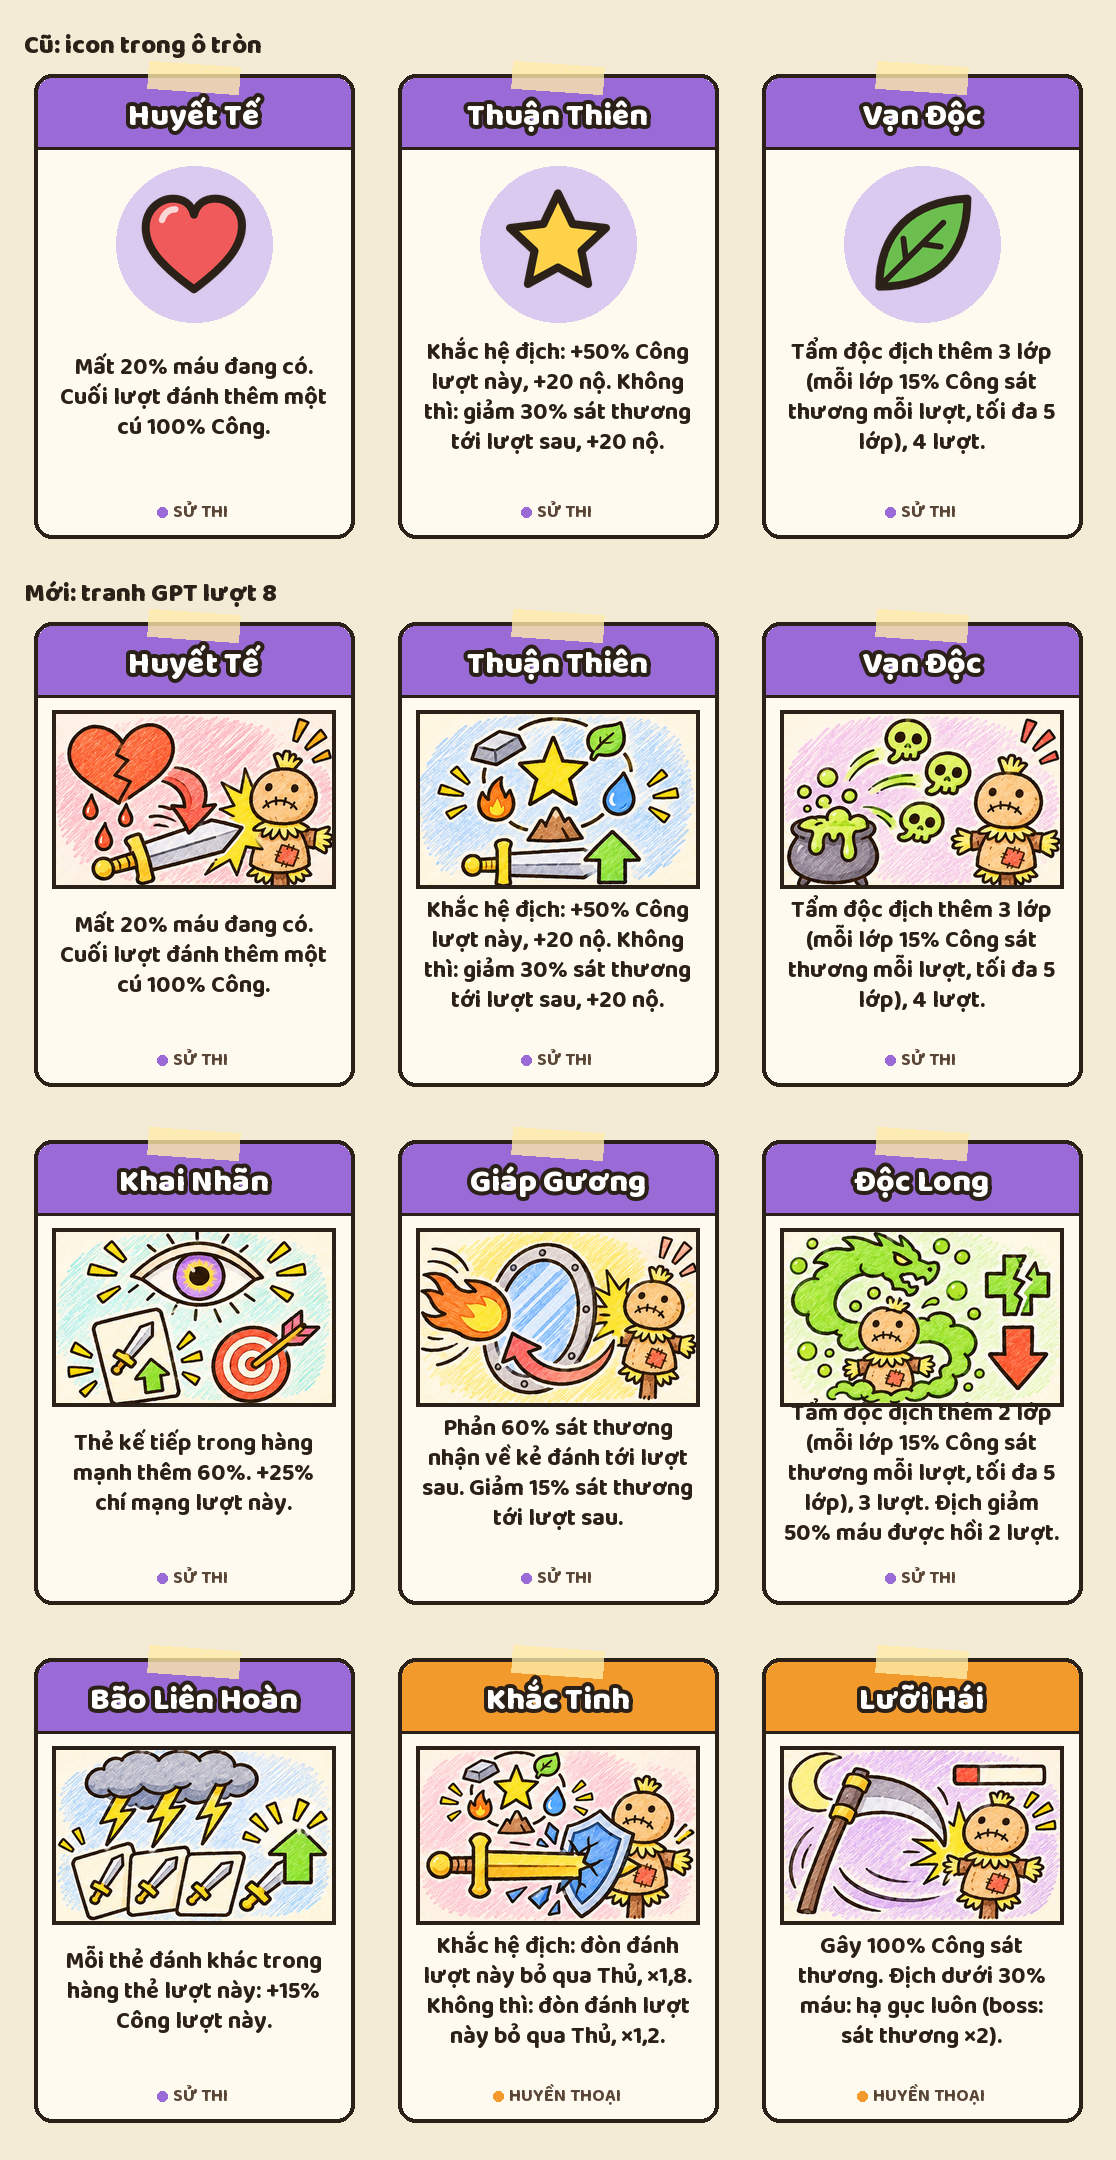 Cũ: icon trong ô tròn
Huyết Tế
Mất 20% máu đang có.
Cuối lượt đánh thêm một
cú 100% Công.
SỬ THI
Thuận Thiên
Khắc hệ địch: +50% Công
lượt này, +20 nộ. Không
thì: giảm 30% sát thương
tới lượt sau, +20 nộ.
SỬ THI
Vạn Độc
Tẩm độc địch thêm 3 lớp
(mỗi lớp 15% Công sát
thương mỗi lượt, tối đa 5
lớp), 4 lượt.
SỬ THI
Mới: tranh GPT lượt 8
Huyết Tế
Mất 20% máu đang có.
Cuối lượt đánh thêm một
cú 100% Công.
SỬ THI
Thuận Thiên
Khắc hệ địch: +50% Công
lượt này, +20 nộ. Không
thì: giảm 30% sát thương
tới lượt sau, +20 nộ.
SỬ THI
Vạn Độc
Tẩm độc địch thêm 3 lớp
(mỗi lớp 15% Công sát
thương mỗi lượt, tối đa 5
lớp), 4 lượt.
SỬ THI
Khai Nhãn
Thẻ kế tiếp trong hàng
mạnh thêm 60%. +25%
chí mạng lượt này.
SỬ THI
Giáp Gương
Phản 60% sát thương
nhận về kẻ đánh tới lượt
sau. Giảm 15% sát thương
tới lượt sau.
SỬ THI
Độc Long
Tẩm độc địch thêm 2 lớp
(mỗi lớp 15% Công sát
thương mỗi lượt, tối đa 5
lớp), 3 lượt. Địch giảm
50% máu được hồi 2 lượt.
SỬ THI
Bão Liên Hoàn
Mỗi thẻ đánh khác trong
hàng thẻ lượt này: +15%
Công lượt này.
SỬ THI
Khắc Tinh
Khắc hệ địch: đòn đánh
lượt này bỏ qua Thủ, ×1,8.
Không thì: đòn đánh lượt
này bỏ qua Thủ, ×1,2.
HUYỀN THOẠI
Lưỡi Hái
Gây 100% Công sát
thương. Địch dưới 30%
máu: hạ gục luôn (boss:
sát thương ×2).
HUYỀN THOẠI